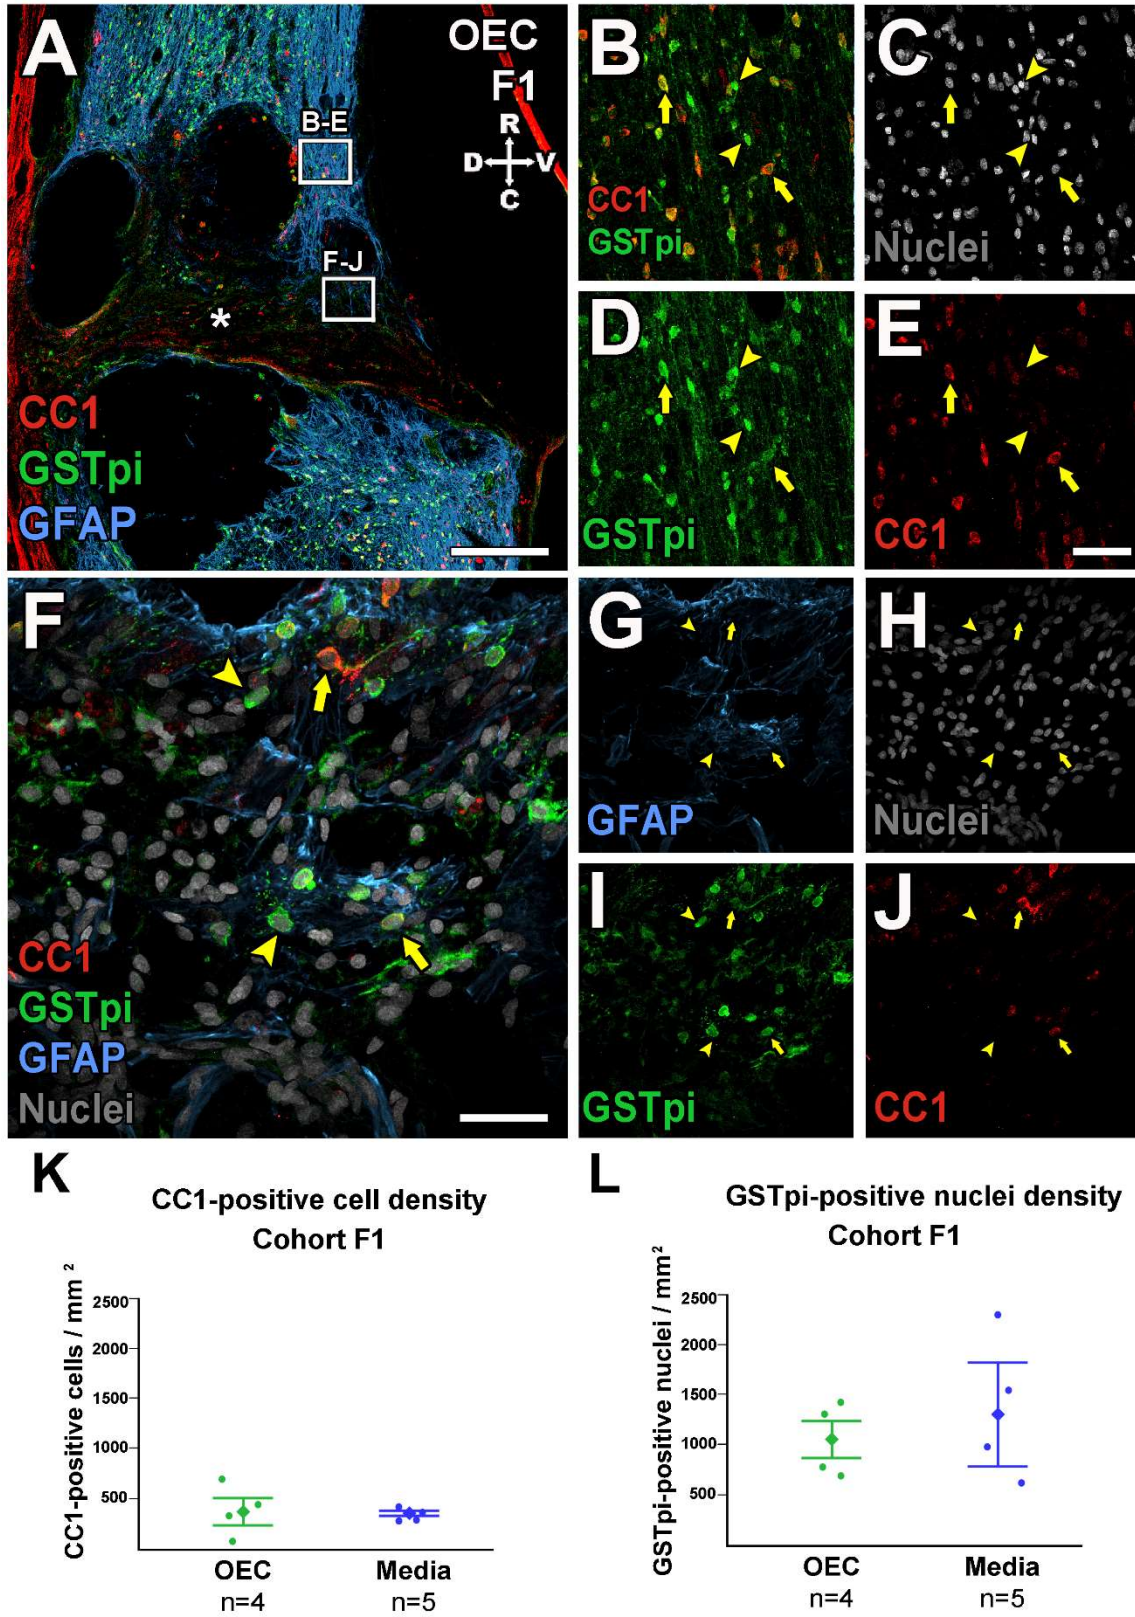 A
OEC
F1
R
D V
C
B-E
F-J
*
CC1
GSTpi
GFAP
B
CC1
GSTpi
C
Nuclei
D
GSTpi
E
CC1
F
CC1
GSTpi
GFAP
Nuclei
G
GFAP
H
Nuclei
I
GSTpi
J
CC1
K
CC1-positive cell density
Cohort F1
CC1-positive cells / mm²
2500
2000
1500
1000
500
OEC
n=4
Media
n=5
L
GSTpi-positive nuclei density
Cohort F1
GSTpi-positive nuclei / mm²
2500
2000
1500
1000
500
OEC
n=4
Media
n=5